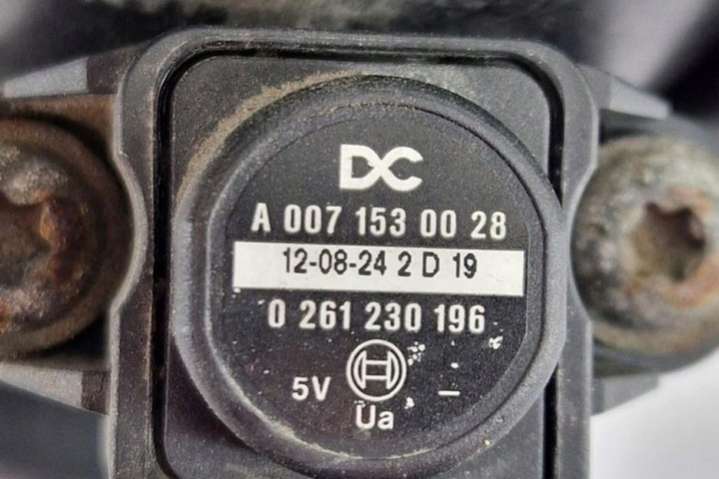 DC
A 007 153 00 28
12-08-24 2 D 19
0 261 230 196
5V –
Ua